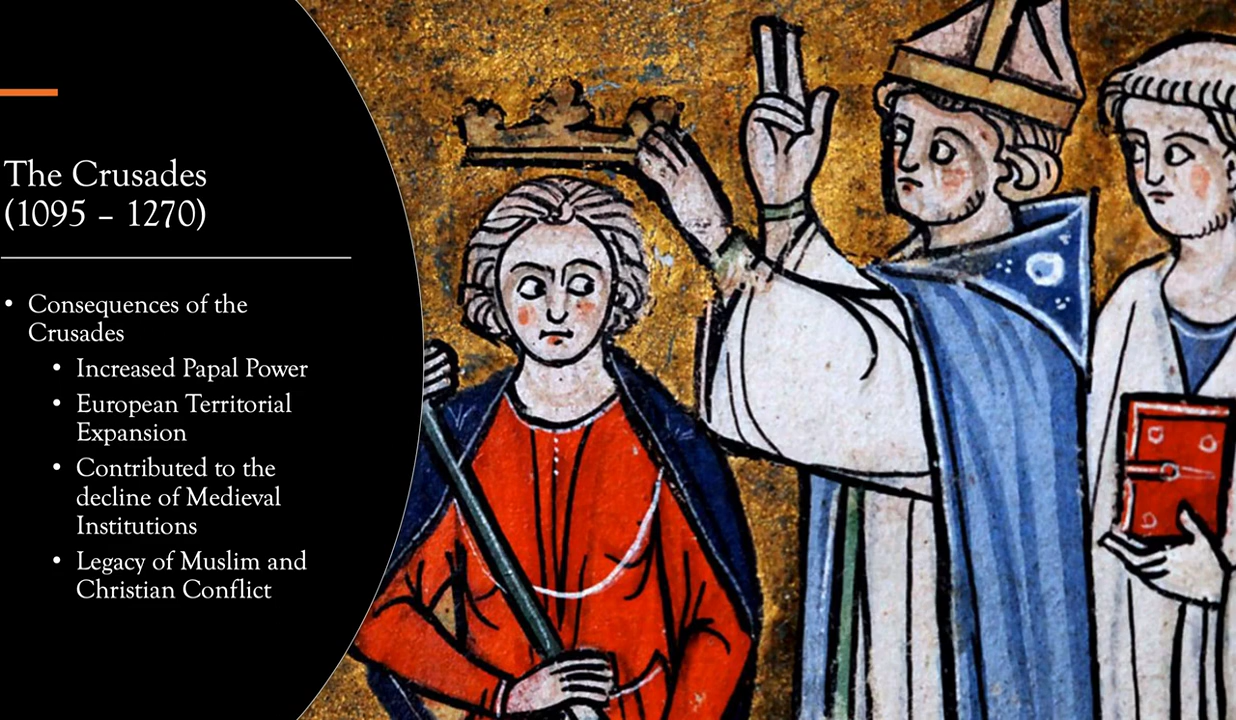 The Crusades
(1095 – 1270)
• Consequences of the
Crusades
• Increased Papal Power
• European Territorial
Expansion
• Contributed to the
decline of Medieval
Institutions
• Legacy of Muslim and
Christian Conflict